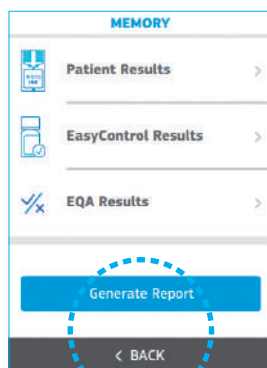 MEMORY
Patient Results
EasyControl Results
EQA Results
Generate Report
< BACK